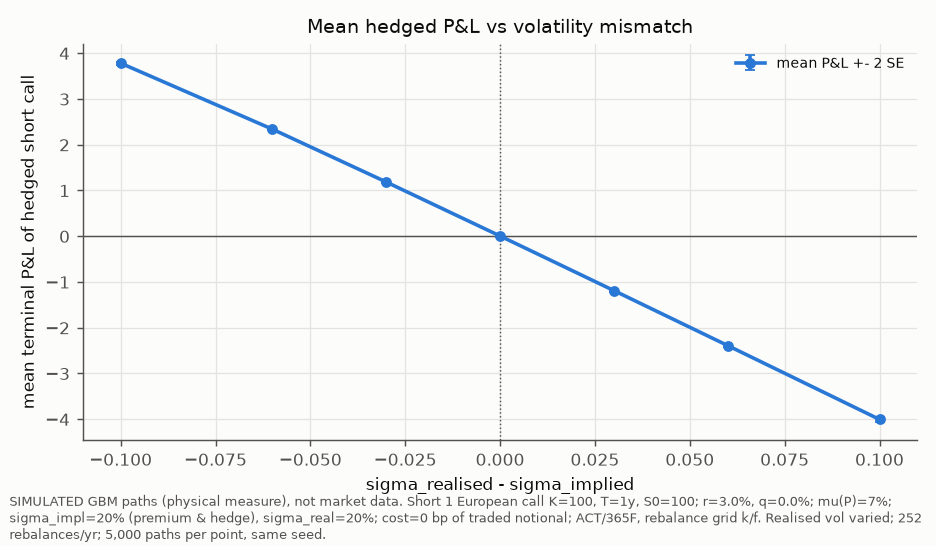 Mean hedged P&L vs volatility mismatch
mean P&L +- 2 SE
mean terminal P&L of hedged short call
4
3
2
1
0
−1
−2
−3
−4
−0.100
−0.075
−0.050
−0.025
0.000
0.025
0.050
0.075
0.100
sigma_realised - sigma_implied
SIMULATED GBM paths (physical measure), not market data. Short 1 European call K=100, T=1y, S0=100; r=3.0%, q=0.0%; mu(P)=7%;
sigma_impl=20% (premium & hedge), sigma_real=20%; cost=0 bp of traded notional; ACT/365F, rebalance grid k/f. Realised vol varied; 252
rebalances/yr; 5,000 paths per point, same seed.